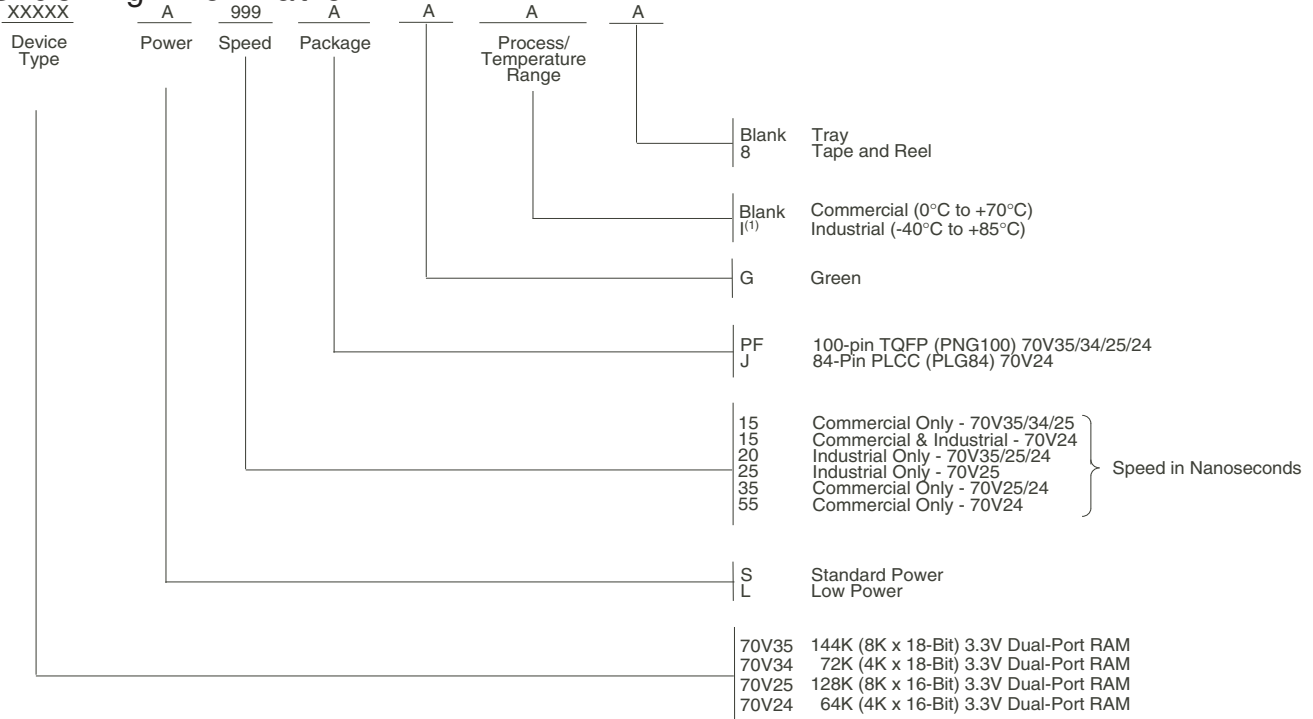 XXXXX A 999 A A A A
Device Type
Power
Speed
Package
Process/
Temperature
Range
Blank Tray
8 Tape and Reel
Blank Commercial (0°C to +70°C)
I(1) Industrial (-40°C to +85°C)
G Green
PF 100-pin TQFP (PNG100) 70V35/34/25/24
J 84-Pin PLCC (PLG84) 70V24
15 Commercial Only - 70V35/34/25
15 Commercial & Industrial - 70V24
20 Industrial Only - 70V35/25/24
25 Industrial Only - 70V25
35 Commercial Only - 70V25/24
55 Commercial Only - 70V24
Speed in Nanoseconds
S Standard Power
L Low Power
70V35 144K (8K x 18-Bit) 3.3V Dual-Port RAM
70V34 72K (4K x 18-Bit) 3.3V Dual-Port RAM
70V25 128K (8K x 16-Bit) 3.3V Dual-Port RAM
70V24 64K (4K x 16-Bit) 3.3V Dual-Port RAM